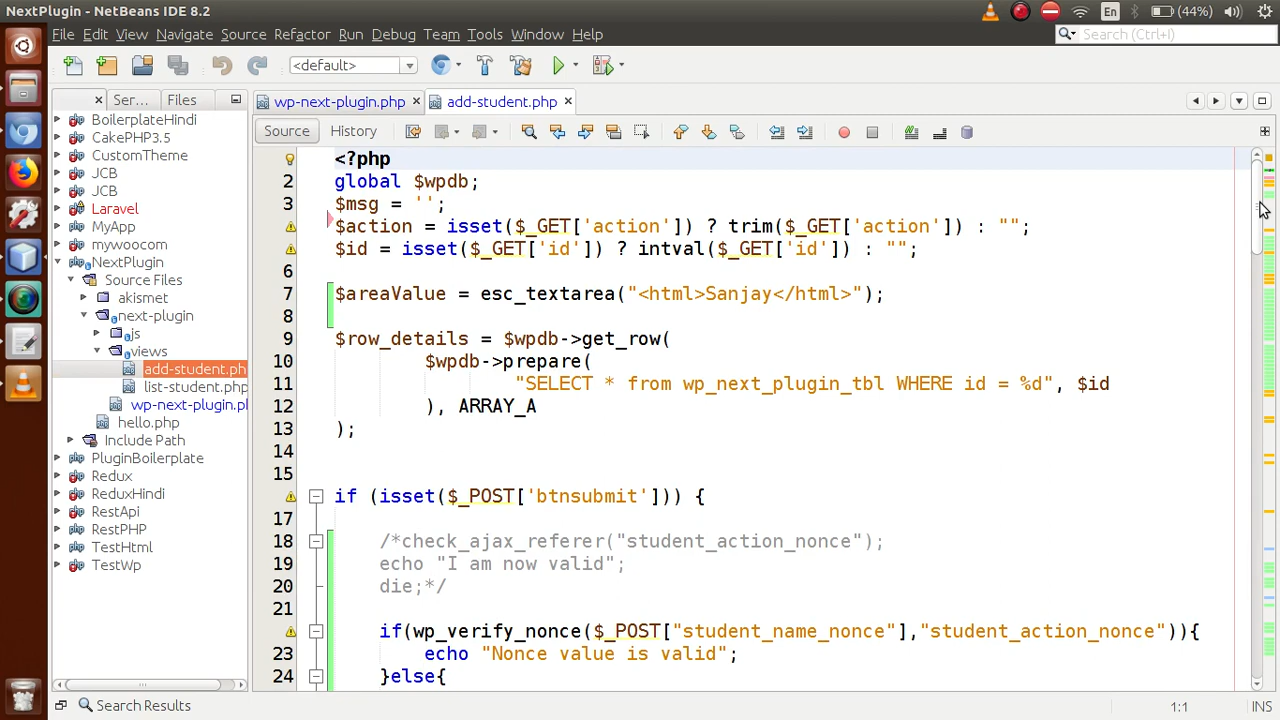 NextPlugin - NetBeans IDE 8.2
En
(44%)
File Edit View Navigate Source Refactor Run Debug Team Tools Window Help
Search (Ctrl+I)
<default>
Ser... Files
wp-next-plugin.php
add-student.php
Source History
BoilerplateHindi
CakePHP3.5
CustomTheme
JCB
JCB
Laravel
MyApp
mywoocom
NextPlugin
Source Files
akismet
next-plugin
js
views
add-student.ph
list-student.php
wp-next-plugin.pl
hello.php
Include Path
PluginBoilerplate
Redux
ReduxHindi
RestApi
RestPHP
TestHtml
TestWp
<?php
2 global $wpdb;
3 $msg = '';
$action = isset($_GET['action']) ? trim($_GET['action']) : "";
$id = isset($_GET['id']) ? intval($_GET['id']) : "";
6
7 $areaValue = esc_textarea("<html>Sanjay</html>");
8
9 $row_details = $wpdb->get_row(
10 $wpdb->prepare(
11 "SELECT * from wp_next_plugin_tbl WHERE id = %d", $id
12 ), ARRAY_A
13 );
14
15
if (isset($_POST['btnsubmit'])) {
17
18 /*check_ajax_referer("student_action_nonce");
19 echo "I am now valid";
20 die;*/
21
if(wp_verify_nonce($_POST["student_name_nonce"],"student_action_nonce")){
23 echo "Nonce value is valid";
24 }else{
Search Results
1:1
INS